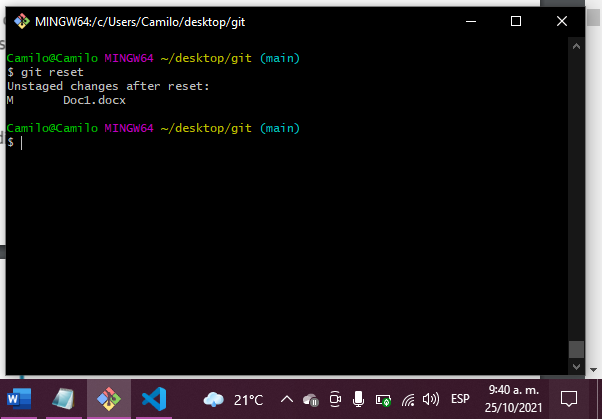 MINGW64:/c/Users/Camilo/desktop/git
Camilo@Camilo MINGW64 ~/desktop/git (main)
$ git reset
Unstaged changes after reset:
M       Doc1.docx
Camilo@Camilo MINGW64 ~/desktop/git (main)
$
21°C
ESP
9:40 a. m.
25/10/2021